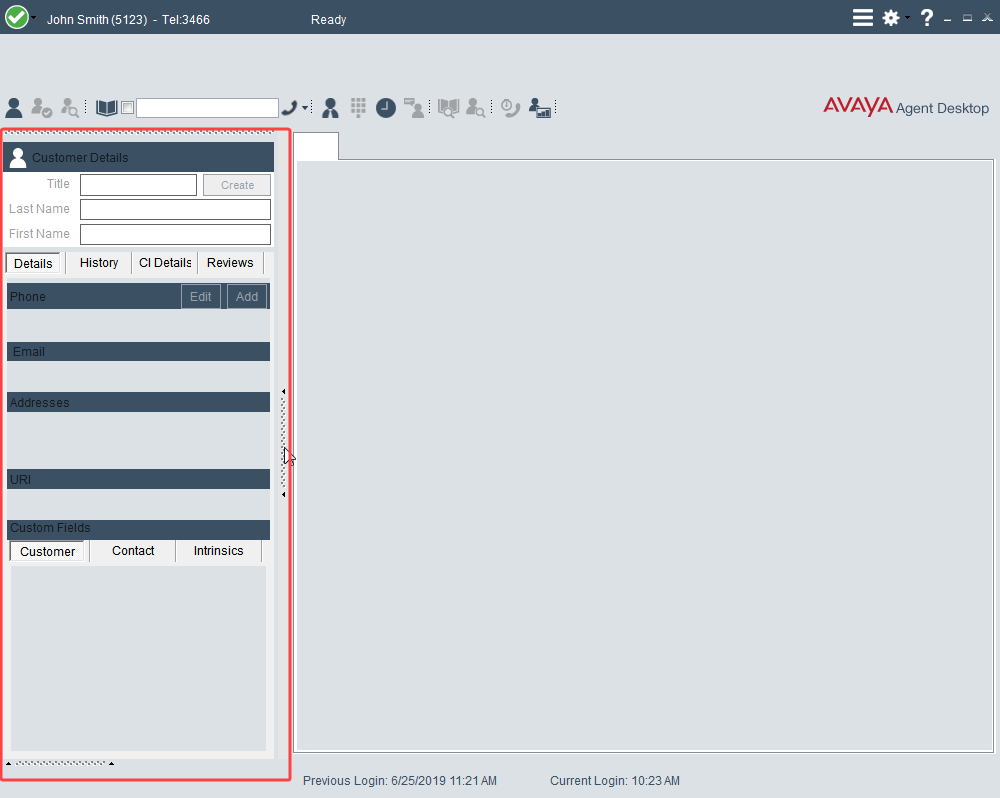 John Smith (5123) - Tel:3466
Ready
?
AVAYA Agent Desktop
Customer Details
Title
Create
Last Name
First Name
Details
History
CI Details
Reviews
Phone
Edit
Add
Email
Addresses
URI
Custom Fields
Customer
Contact
Intrinsics
Previous Login: 6/25/2019 11:21 AM
Current Login: 10:23 AM